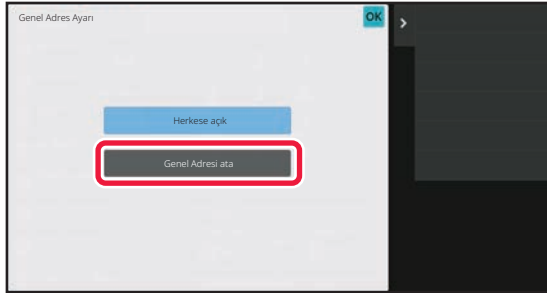 Genel Adres Ayarı
OK
Herkese açık
Genel Adresi ata